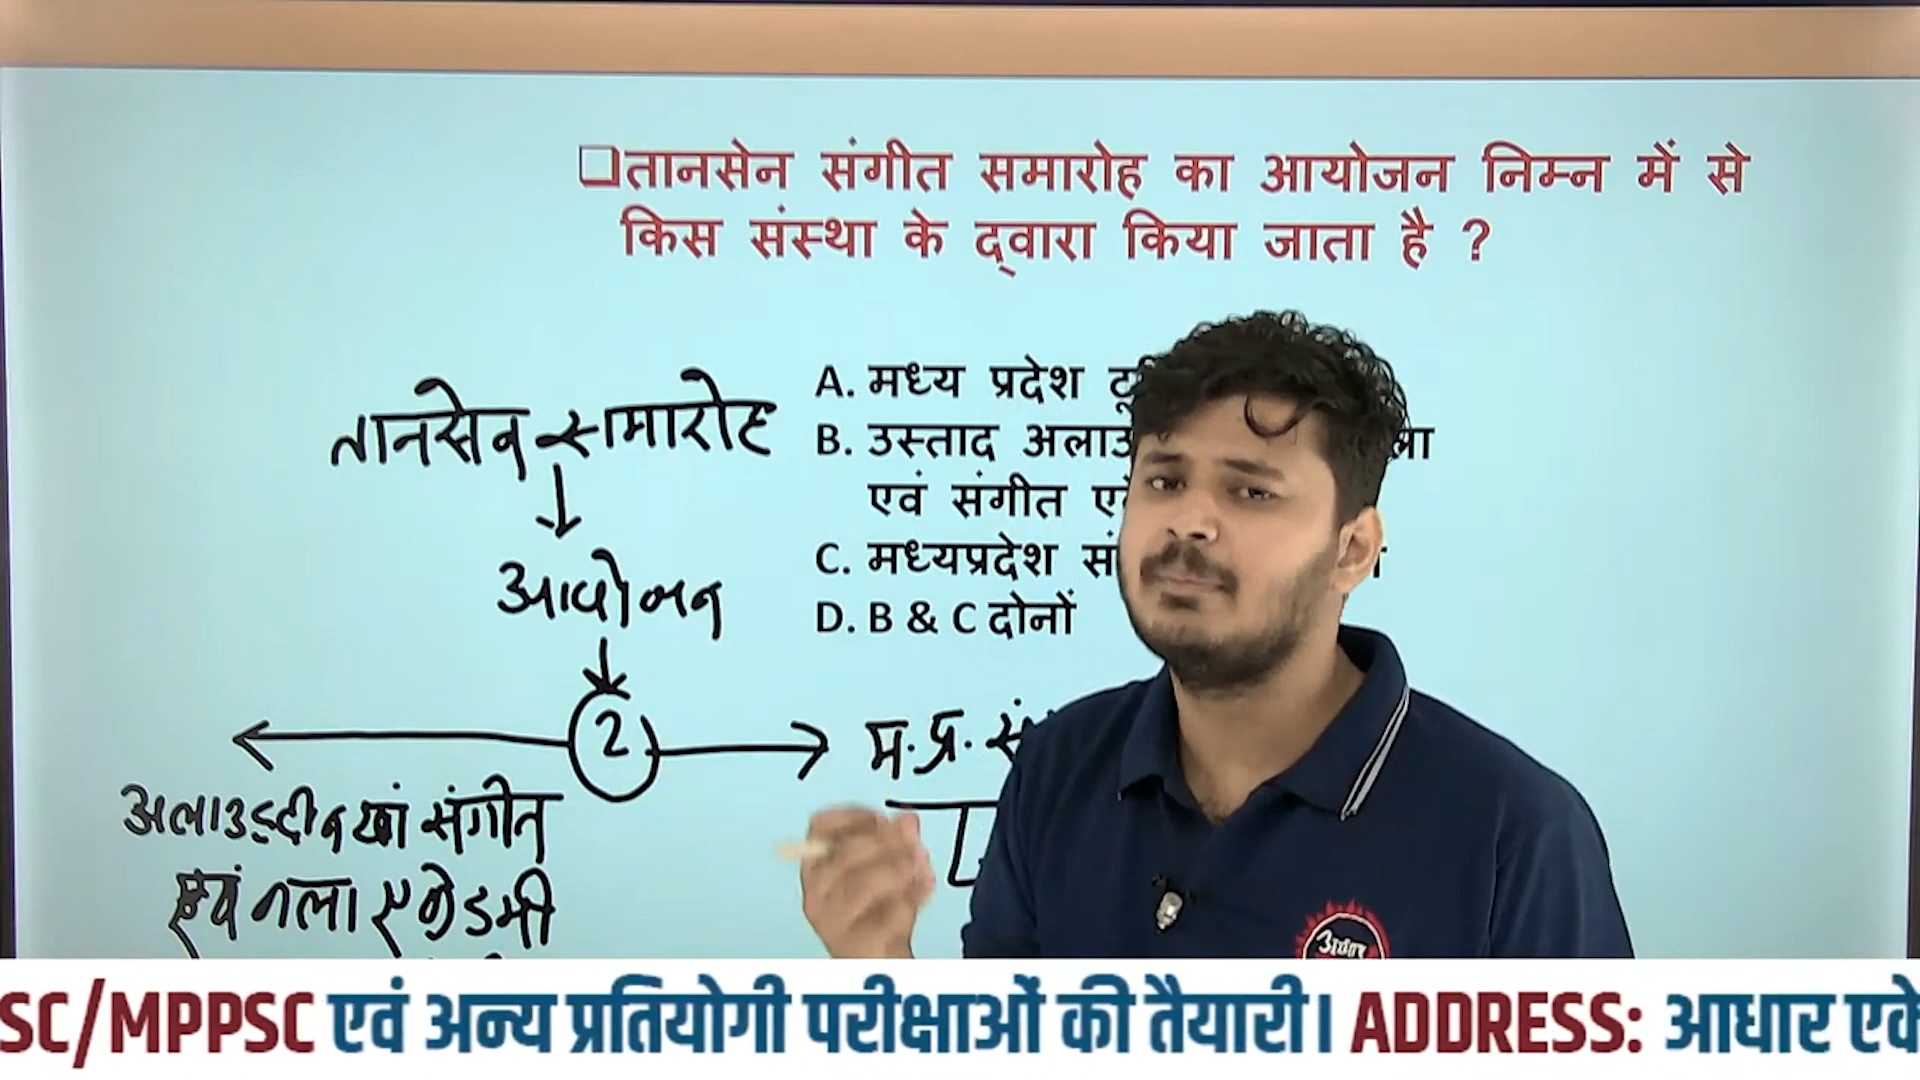 ❑तानसेन संगीत समारोह का आयोजन निम्न में से
किस संस्था के द्वारा किया जाता है ?
A. मध्य प्रदेश
B. उस्ताद
एवं संगीत
C. मध्यप्रदेश
D. B & C दोनों
तानसेन समारोह
आयोजन
2
म.प्र.
अलाउद्दीन खां संगीत
एवं कला एकेडमी
SC/MPPSC एवं अन्य प्रतियोगी परीक्षाओं की तैयारी। ADDRESS: आधार